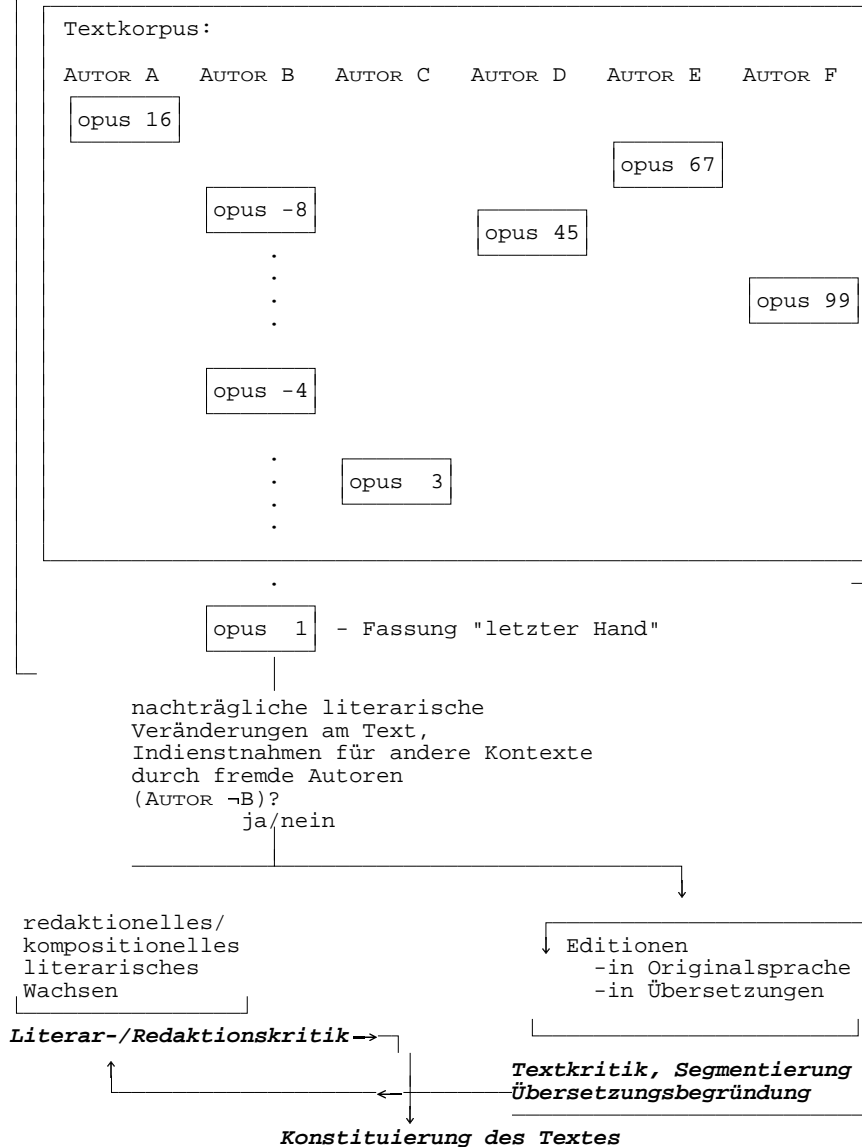 Textkorpus:
AUTOR A AUTOR B AUTOR C AUTOR D AUTOR E AUTOR F
opus 16
opus 67
opus -8
opus 45
opus 99
opus -4
opus 3
opus 1 - Fassung "letzter Hand"
nachträgliche literarische
Veränderungen am Text,
Indienstnahmen für andere Kontexte
durch fremde Autoren
(AUTOR ¬B)?
ja/nein
redaktionelles/
kompositionelles
literarisches
Wachsen
Editionen
-in Originalsprache
-in Übersetzungen
Literar-/Redaktionskritik
Textkritik, Segmentierung
Übersetzungsbegründung
Konstituierung des Textes